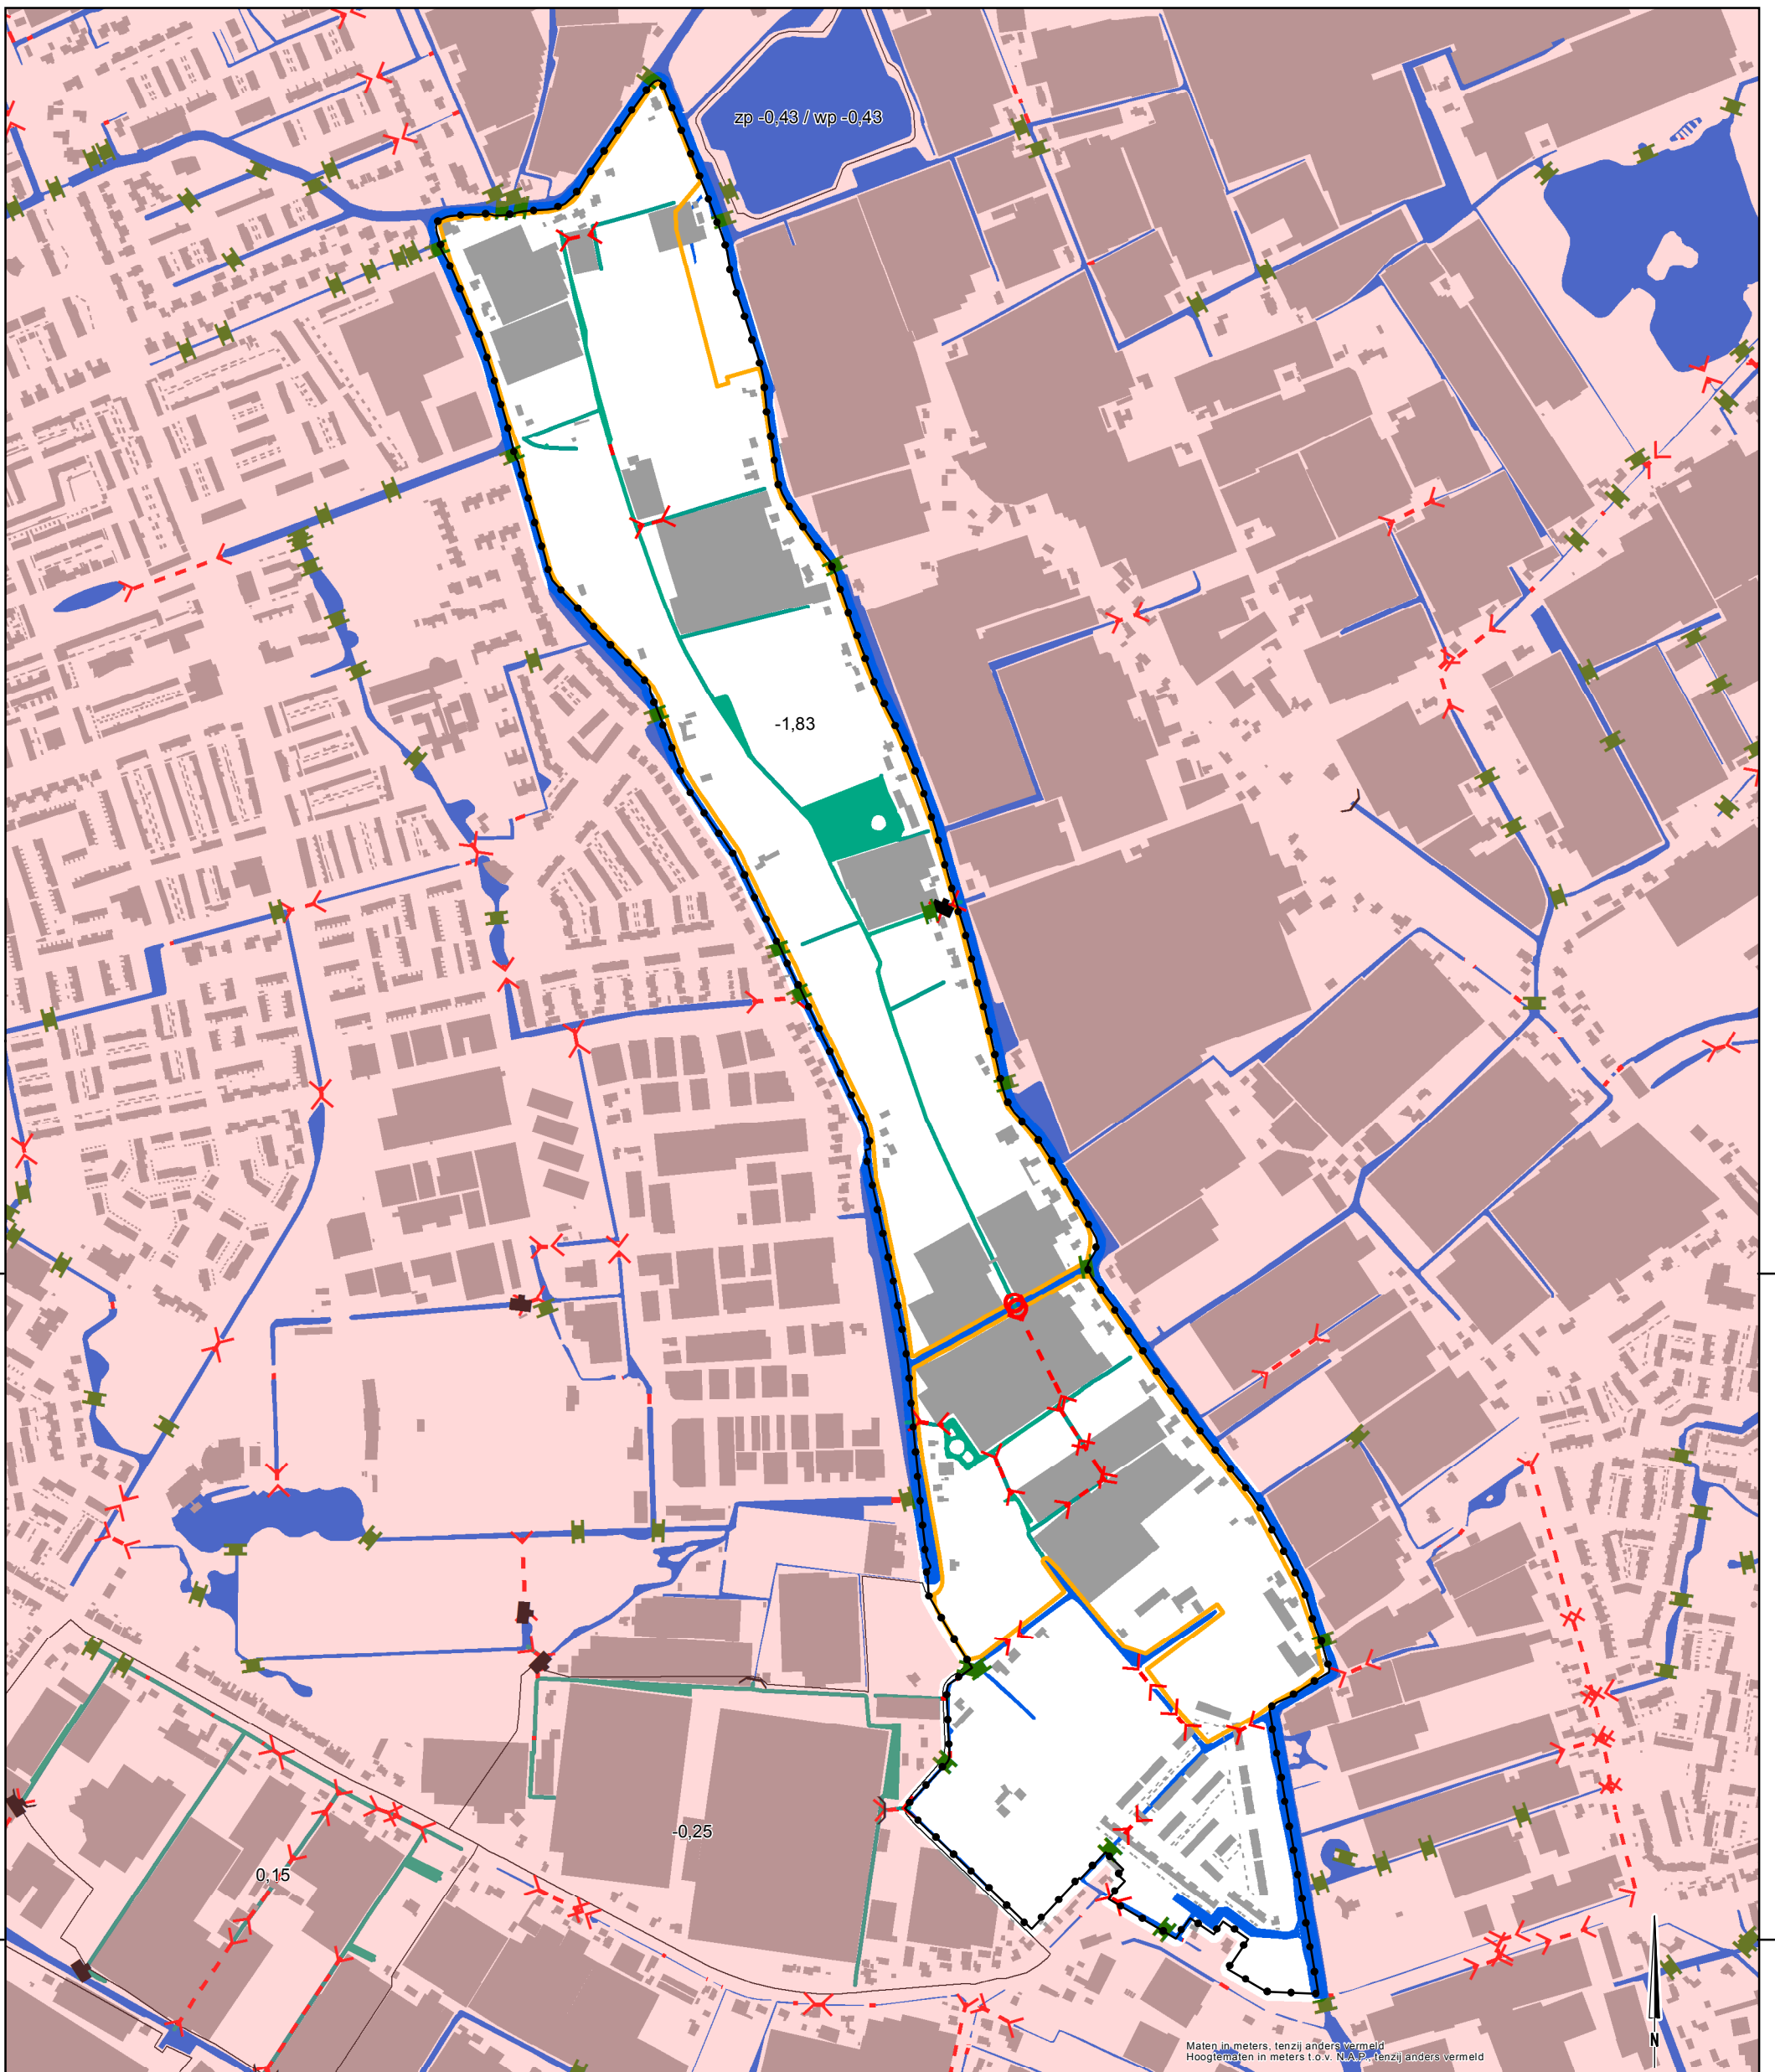 zp -0,43 / wp -0,43
-1,83
-0,25
0,15
N
Maten in meters, tenzij anders vermeld
Hoogtematen in meters t.o.v. N.A.P., tenzij anders vermeld